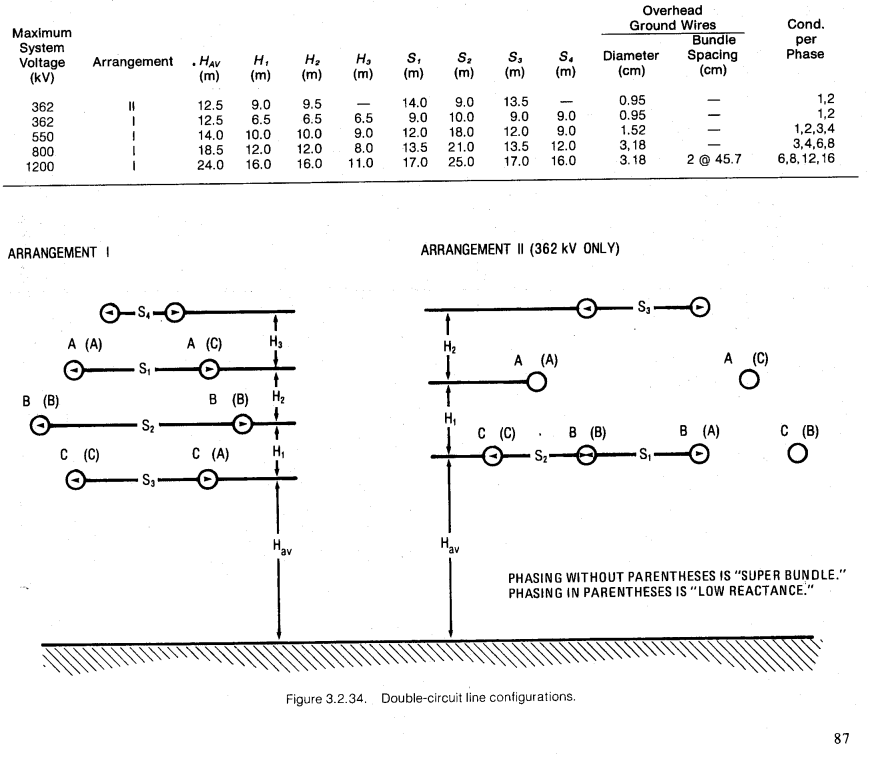 Overhead
Ground Wires
Maximum System Voltage (kV) Arrangement . HAV (m) H₁ (m) H₂ (m) H₃ (m) S₁ (m) S₂ (m) S₃ (m) S₄ (m) Diameter (cm) Bundle Spacing (cm) Cond. per Phase
362 II 12.5 9.0 9.5 — 14.0 9.0 13.5 — 0.95 — 1,2
362 I 12.5 6.5 6.5 6.5 9.0 10.0 9.0 9.0 0.95 — 1,2
550 I 14.0 10.0 10.0 9.0 12.0 18.0 12.0 9.0 1.52 — 1,2,3,4
800 I 18.5 12.0 12.0 8.0 13.5 21.0 13.5 12.0 3,18 — 3,4,6,8
1200 I 24.0 16.0 16.0 11.0 17.0 25.0 17.0 16.0 3.18 2 @ 45.7 6,8,12,16
ARRANGEMENT I
S₄
H₃
A (A) A (C)
S₁
H₂
B (B) B (B)
S₂
H₁
C (C) C (A)
S₃
Hav
ARRANGEMENT II (362 kV ONLY)
S₃
H₂
A (A) A (C)
H₁
C (C) B (B) B (A) C (B)
S₂ S₁
Hav
PHASING WITHOUT PARENTHESES IS "SUPER BUNDLE."
PHASING IN PARENTHESES IS "LOW REACTANCE."
Figure 3.2.34. Double-circuit line configurations.
87